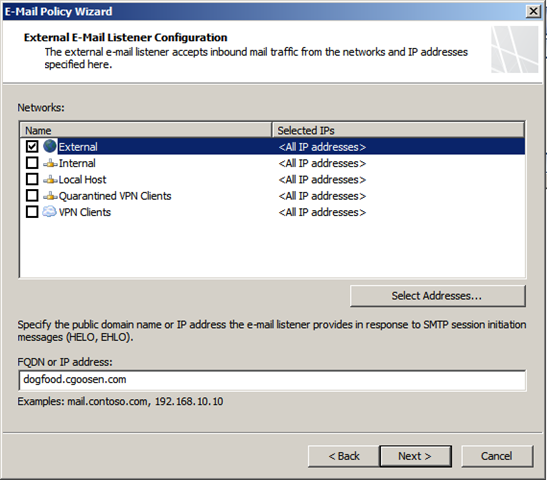 E-Mail Policy Wizard
External E-Mail Listener Configuration
The external e-mail listener accepts inbound mail traffic from the networks and IP addresses
specified here.
Networks:
Name Selected IPs
External <All IP addresses>
Internal <All IP addresses>
Local Host <All IP addresses>
Quarantined VPN Clients <All IP addresses>
VPN Clients <All IP addresses>
Select Addresses...
Specify the public domain name or IP address the e-mail listener provides in response to SMTP session initiation
messages (HELO, EHLO).
FQDN or IP address:
dogfood.cgoosen.com
Examples: mail.contoso.com, 192.168.10.10
< Back Next > Cancel